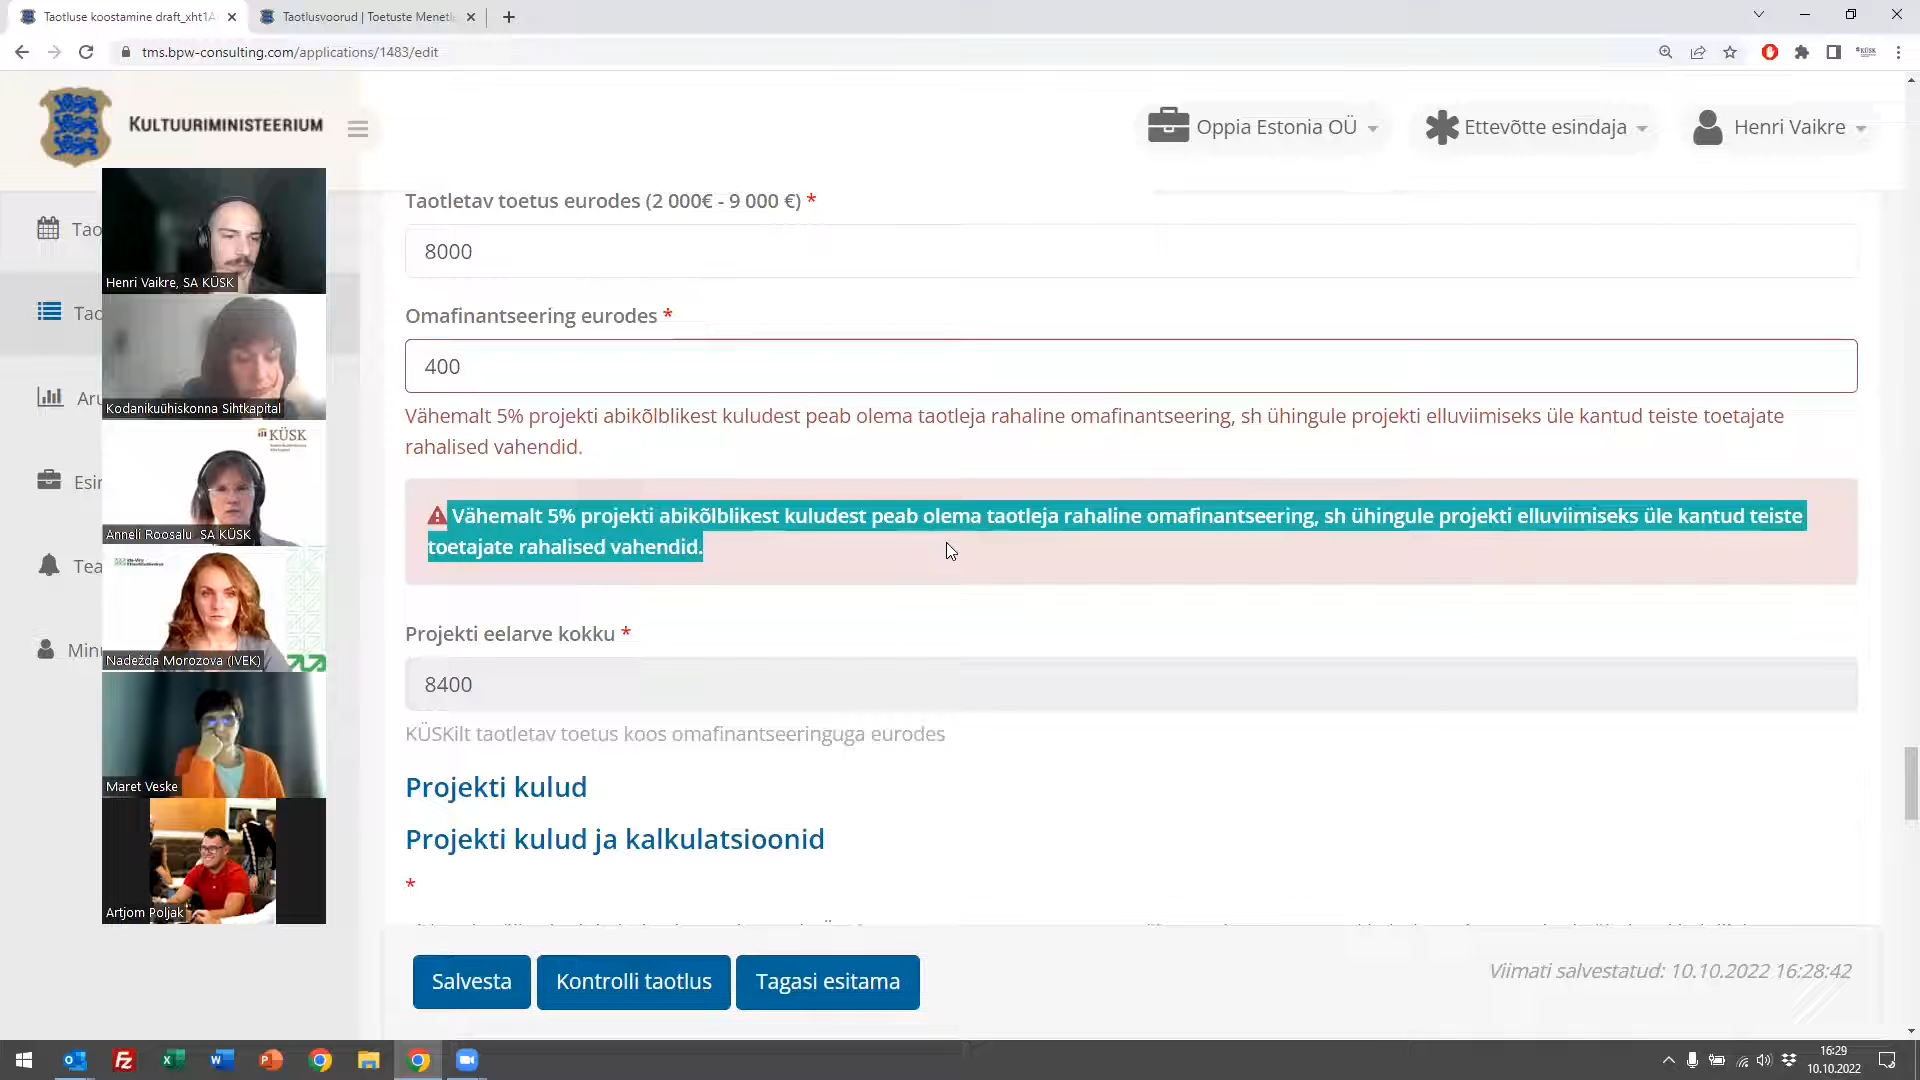 Taotluse koostamine draft_xht1A
Taotlusvoorud | Toetuste Menetl
tms.bpw-consulting.com/applications/1483/edit
KULTUURIMINISTEERIUM
Oppia Estonia OÜ
Ettevõtte esindaja
Henri Vaikre
Tao
Tao
Aru
Esin
Tea
Minu
Henri Vaikre, SA KÜSK
Kodanikuühiskonna Sihtkapital
KÜSK
Anneli Roosalu SA KÜSK
Nadežda Morozova (IVEK)
Maret Veske
Artjom Poljak
Taotletav toetus eurodes (2 000€ - 9 000 €) *
8000
Omafinantseering eurodes *
400
Vähemalt 5% projekti abikõlblikest kuludest peab olema taotleja rahaline omafinantseering, sh ühingule projekti elluviimiseks üle kantud teiste toetajate
rahalised vahendid.
Vähemalt 5% projekti abikõlblikest kuludest peab olema taotleja rahaline omafinantseering, sh ühingule projekti elluviimiseks üle kantud teiste
toetajate rahalised vahendid.
Projekti eelarve kokku *
8400
KÜSKilt taotletav toetus koos omafinantseeringuga eurodes
Projekti kulud
Projekti kulud ja kalkulatsioonid
*
Salvesta
Kontrolli taotlus
Tagasi esitama
Viimati salvestatud: 10.10.2022 16:28:42
16:29
10.10.2022